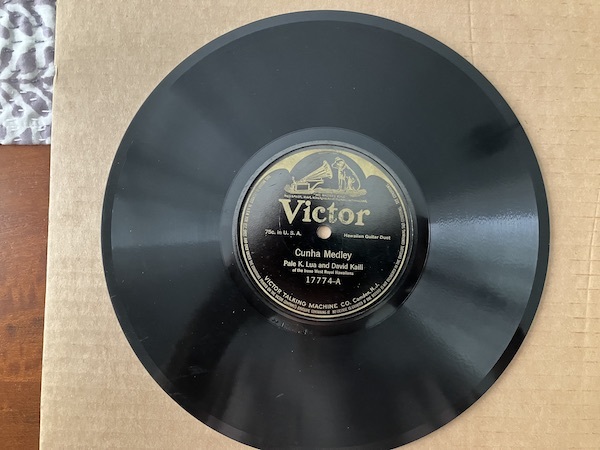 Victor
75c. in U. S. A.
Hawaiian Guitar Duet
Cunha Medley
Pale K. Lua and David Kaili
of the Irene West Royal Hawaiians
17774-A
VICTOR TALKING MACHINE CO. Camden, N. J.